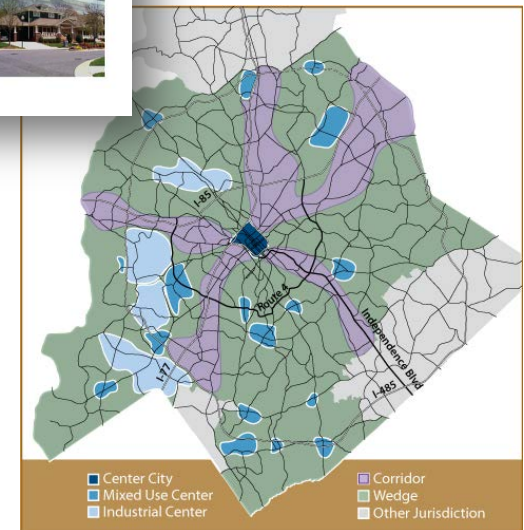 I-85
Route 4
Independence Blvd
I-485
I-77
Center City
Mixed Use Center
Industrial Center
Corridor
Wedge
Other Jurisdiction